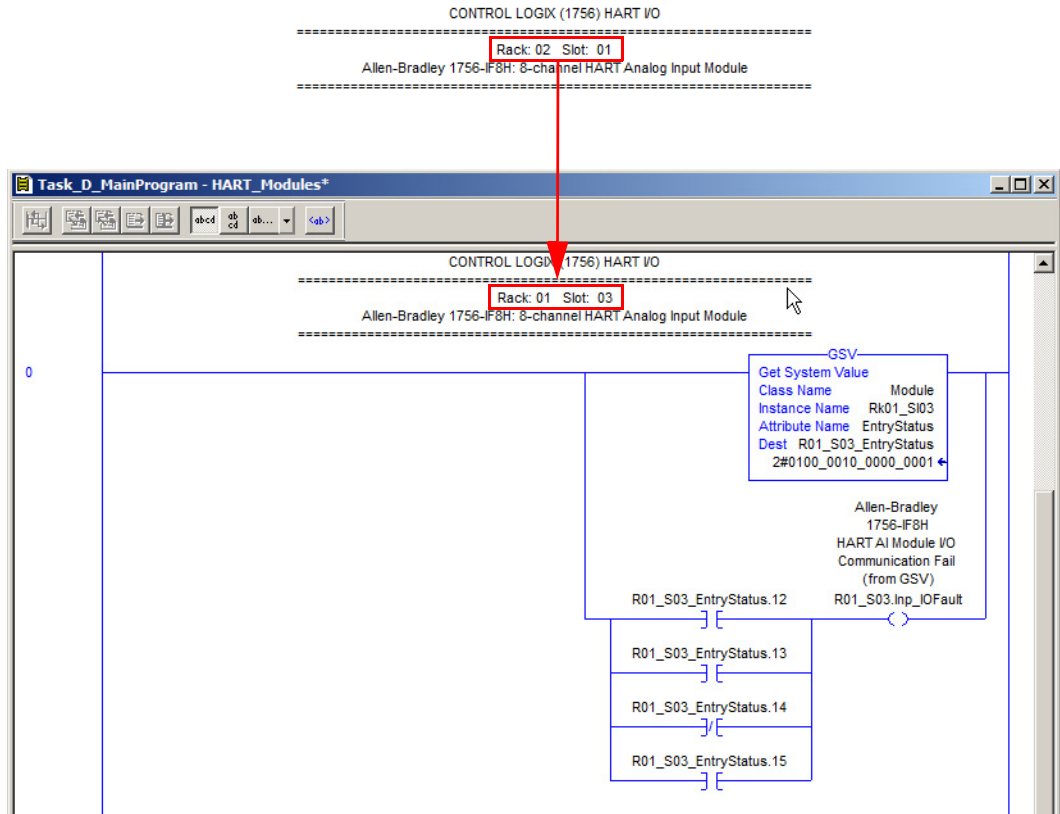 CONTROL LOGIX (1756) HART I/O
===================================================================
Rack: 02 Slot: 01
Allen-Bradley 1756-IF8H: 8-channel HART Analog Input Module
===================================================================
Task_D_MainProgram - HART_Modules*
abcd
ab
cd
ab...
<ab>
CONTROL LOGIX (1756) HART I/O
===================================================================
Rack: 01 Slot: 03
Allen-Bradley 1756-IF8H: 8-channel HART Analog Input Module
===================================================================
0
GSV
Get System Value
Class Name Module
Instance Name Rk01_Sl03
Attribute Name EntryStatus
Dest R01_S03_EntryStatus
2#0100_0010_0000_0001
Allen-Bradley
1756-IF8H
HART AI Module I/O
Communication Fail
(from GSV)
R01_S03_EntryStatus.12 R01_S03.Inp_IOFault
R01_S03_EntryStatus.13
R01_S03_EntryStatus.14
R01_S03_EntryStatus.15